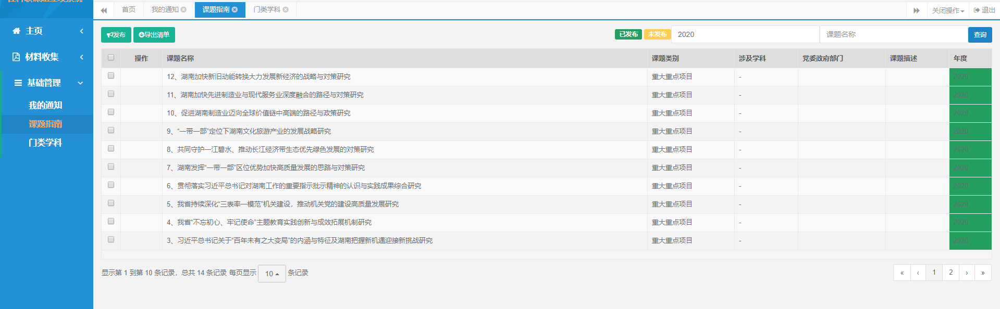 首页 我的通知 课题指南 门类学科 关闭操作 退出
主页
材料收集
基础管理
我的通知
课题指南
门类学科
发布 导出清单 已发布 未发布 2020 课题名称 查询
操作 课题名称 课题类别 涉及学科 党委政府部门 课题描述 年度
12、湖南加快新旧动能转换大力发展新经济的战略与对策研究 重大重点项目 - 2020
11、湖南加快先进制造业与现代服务业深度融合的路径与对策研究 重大重点项目 - 2020
10、促进湖南制造业迈向全球价值链中高端的路径与政策研究 重大重点项目 - 2020
9、“一带一部”定位下湖南文化旅游产业的发展战略研究 重大重点项目 - 2020
8、共同守护一江碧水、推动长江经济带生态优先绿色发展的对策研究 重大重点项目 - 2020
7、湖南发挥“一带一部”区位优势加快高质量发展的思路与对策研究 重大重点项目 - 2020
6、贯彻落实习近平总书记对湖南工作的重要指示批示精神的认识与实践成果综合研究 重大重点项目 - 2020
5、我省持续深化“三表率一模范”机关建设，推动机关党的建设高质量发展研究 重大重点项目 - 2020
4、我省“不忘初心、牢记使命”主题教育实践创新与成效拓展机制研究 重大重点项目 - 2020
3、习近平总书记关于“百年未有之大变局”的内涵与特征及湖南把握新机遇迎接新挑战研究 重大重点项目 - 2020
显示第 1 到第 10 条记录，总共 14 条记录 每页显示 10 条记录 « ‹ 1 2 › »